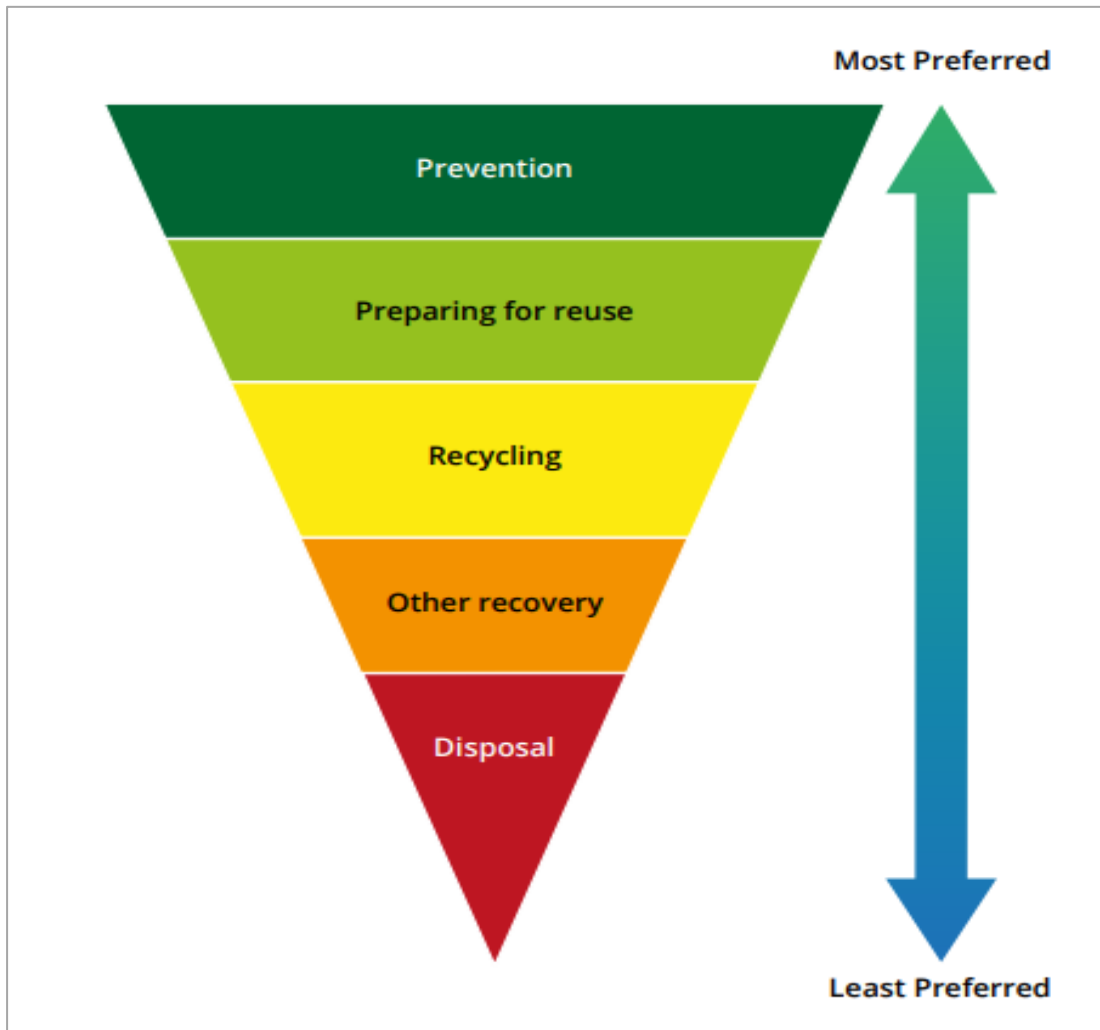 Most Preferred
Prevention
Preparing for reuse
Recycling
Other recovery
Disposal
Least Preferred